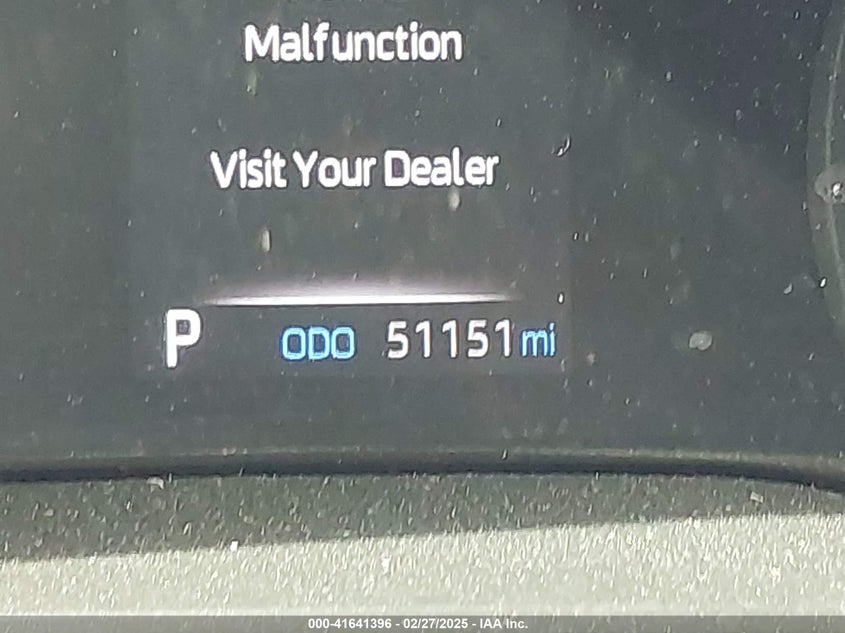 Malfunction
Visit Your Dealer
P ODO 51151 mi
000-41641396 - 02/27/2025 - IAA Inc.